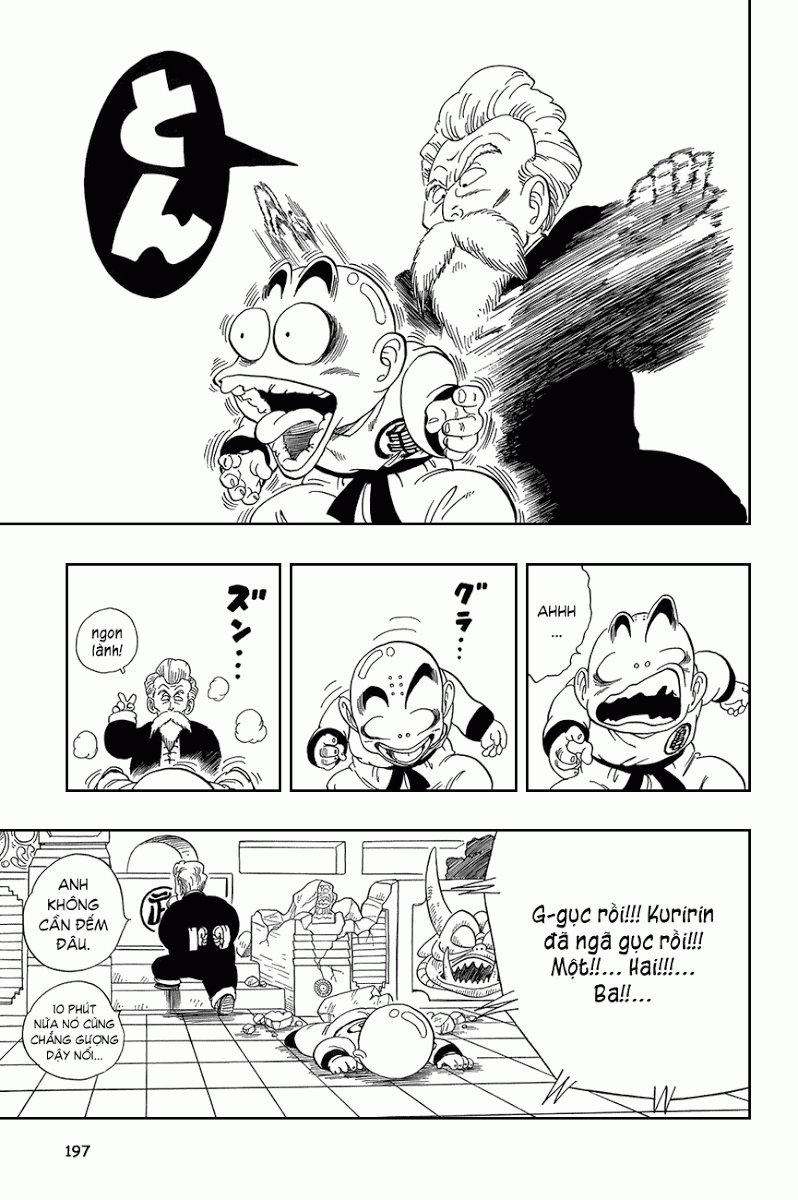 とん
AHHH
...
グラ...
ズン...
ngon
lành!
G-gục rồi!!! Kuririn
đã ngã gục rồi!!!
Một!!... Hai!!!...
Ba!!...
ANH
KHÔNG
CẦN ĐẾM
ĐÂU.
10 PHÚT
NỮA NÓ CŨNG
CHẲNG GƯỢNG
DẬY NỔI...
197